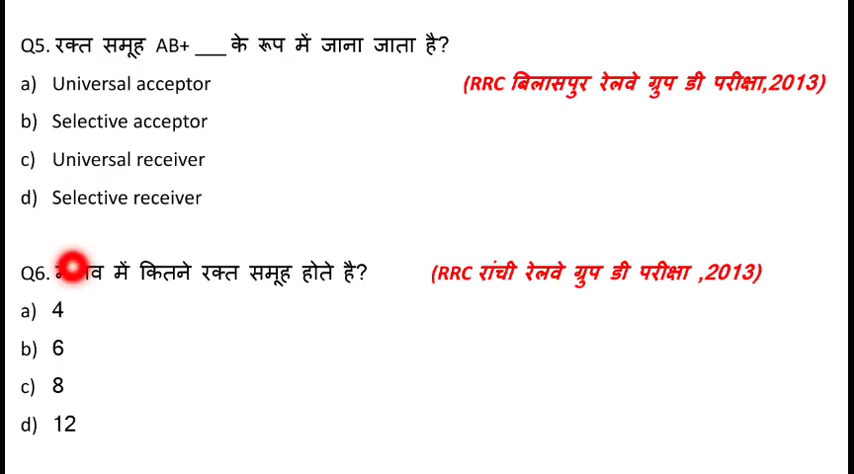 Q5. रक्त समूह AB+ ___ के रूप में जाना जाता है?
a) Universal acceptor (RRC बिलासपुर रेलवे ग्रुप डी परीक्षा,2013)
b) Selective acceptor
c) Universal receiver
d) Selective receiver
Q6. में कितने रक्त समूह होते है? (RRC रांची रेलवे ग्रुप डी परीक्षा ,2013)
a) 4
b) 6
c) 8
d) 12